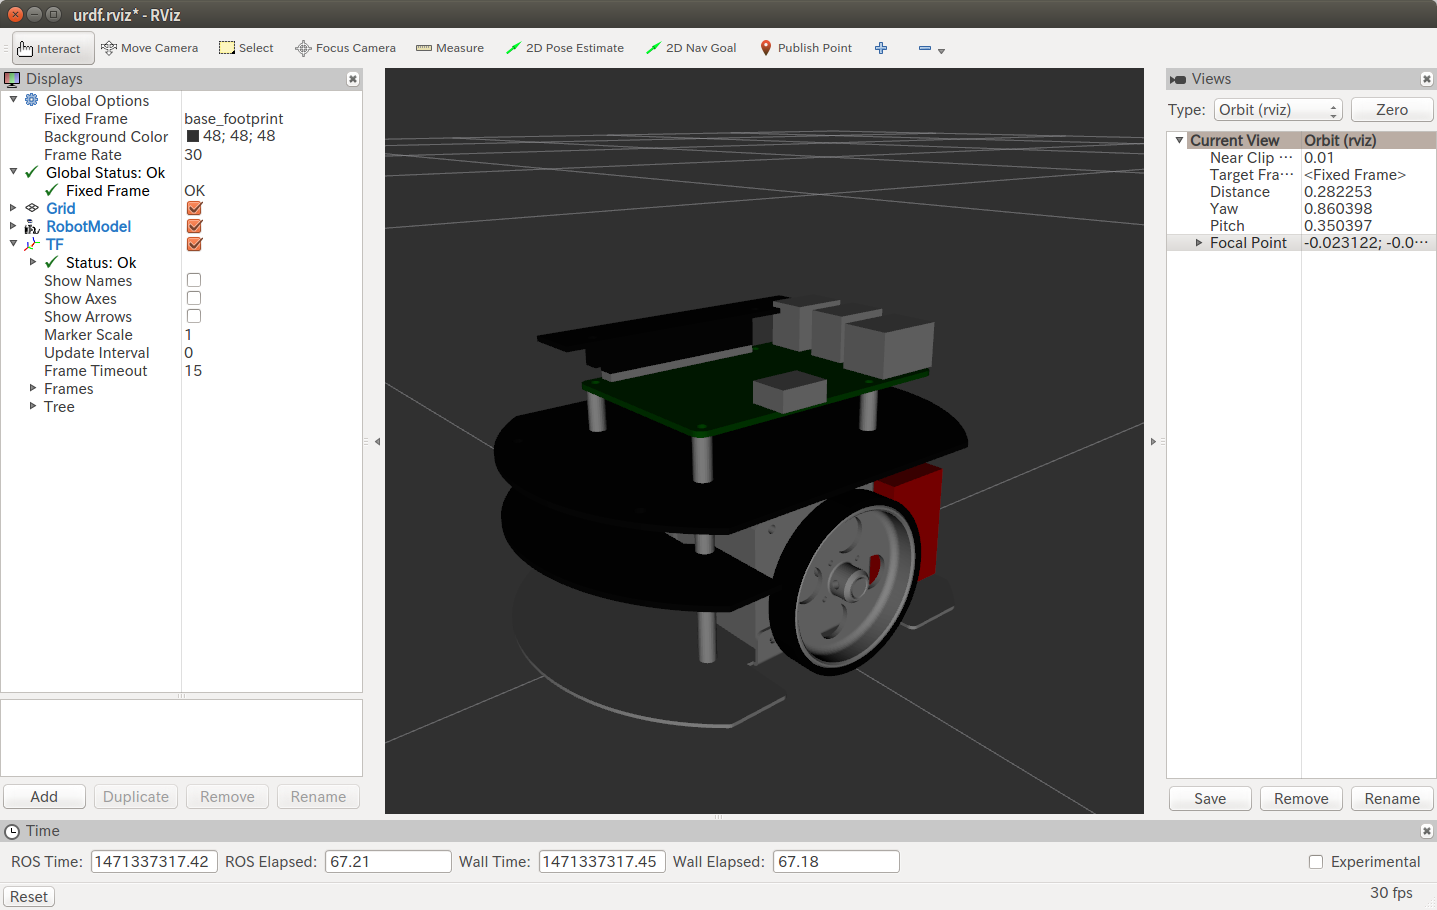 urdf.rviz* - RViz
Interact Move Camera Select Focus Camera Measure 2D Pose Estimate 2D Nav Goal Publish Point
Displays
Global Options
Fixed Frame base_footprint
Background Color 48; 48; 48
Frame Rate 30
Global Status: Ok
Fixed Frame OK
Grid
RobotModel
TF
Status: Ok
Show Names
Show Axes
Show Arrows
Marker Scale 1
Update Interval 0
Frame Timeout 15
Frames
Tree
Add Duplicate Remove Rename
Views
Type: Orbit (rviz) Zero
Current View Orbit (rviz)
Near Clip ... 0.01
Target Fra... <Fixed Frame>
Distance 0.282253
Yaw 0.860398
Pitch 0.350397
Focal Point -0.023122; -0.0...
Save Remove Rename
Time
ROS Time: 1471337317.42 ROS Elapsed: 67.21 Wall Time: 1471337317.45 Wall Elapsed: 67.18 Experimental
Reset 30 fps